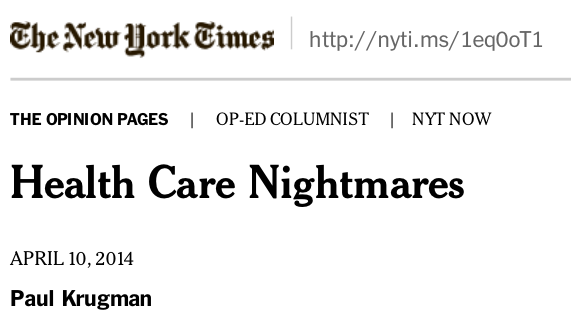 The New York Times | http://nyti.ms/1eq0oT1
THE OPINION PAGES | OP-ED COLUMNIST | NYT NOW
Health Care Nightmares
APRIL 10, 2014
Paul Krugman